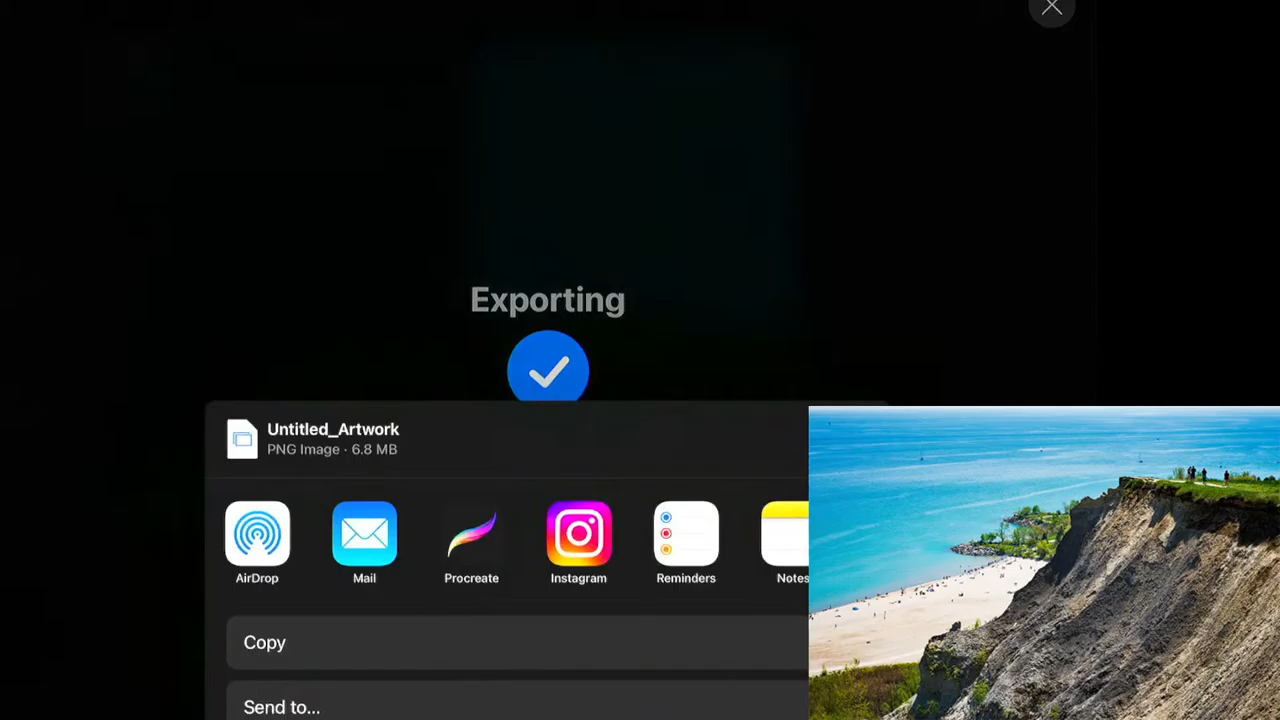 Exporting
Untitled_Artwork
PNG Image · 6.8 MB
AirDrop
Mail
Procreate
Instagram
Reminders
Notes
Copy
Send to...